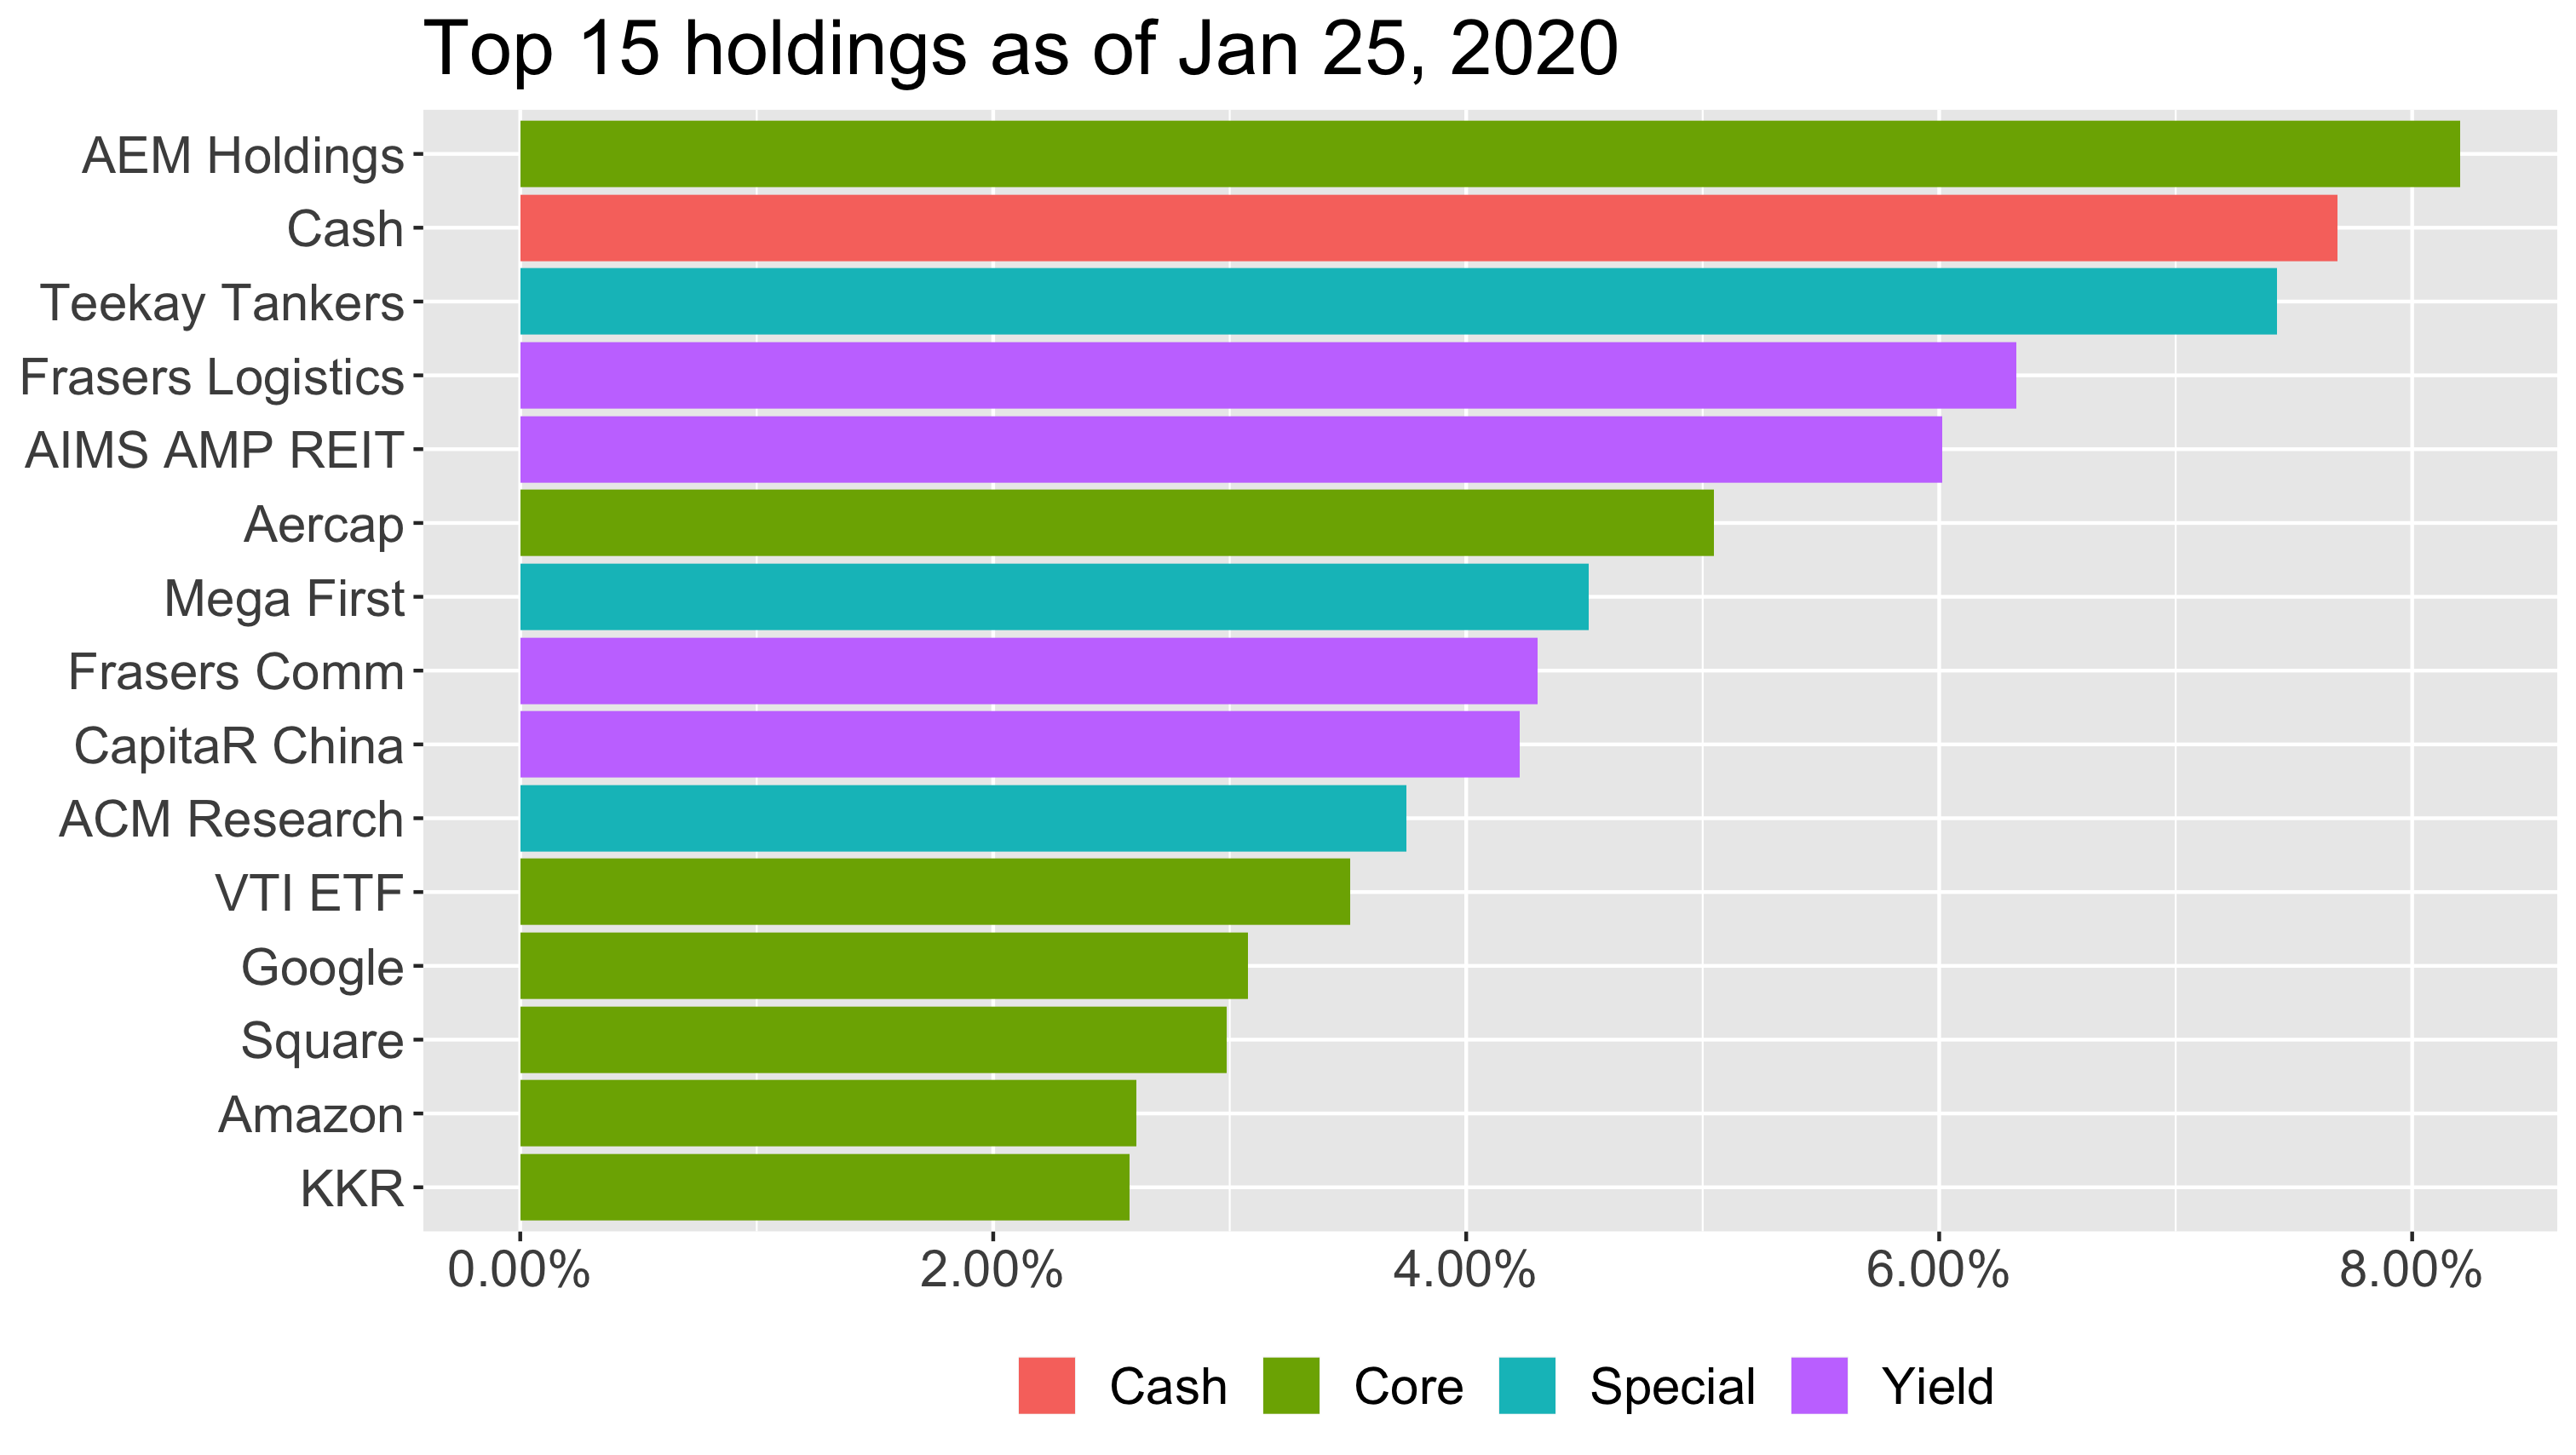 Top 15 holdings as of Jan 25, 2020
AEM Holdings
Cash
Teekay Tankers
Frasers Logistics
AIMS AMP REIT
Aercap
Mega First
Frasers Comm
CapitaR China
ACM Research
VTI ETF
Google
Square
Amazon
KKR
0.00% 2.00% 4.00% 6.00% 8.00%
Cash Core Special Yield